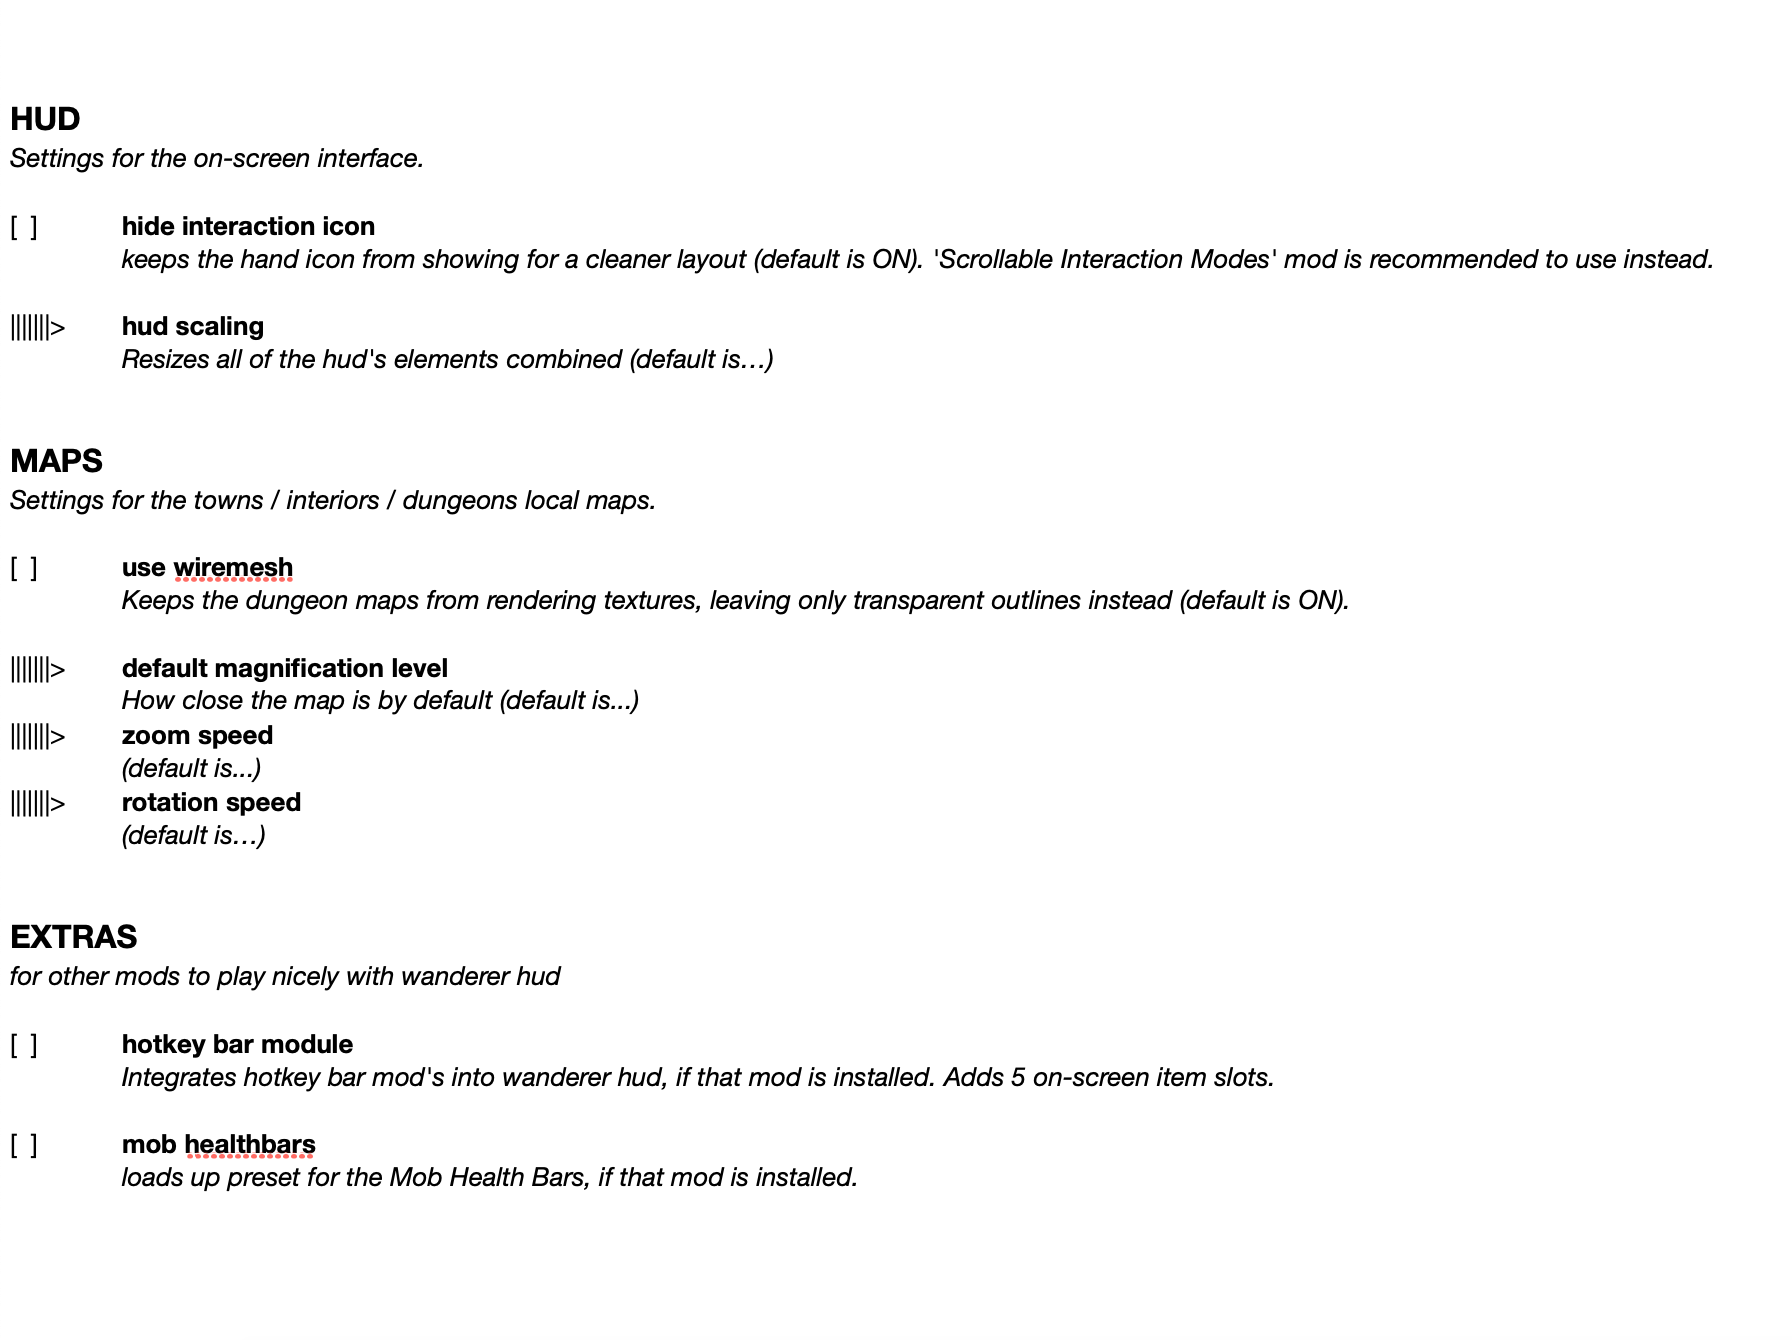 HUD
Settings for the on-screen interface.
[ ] hide interaction icon
keeps the hand icon from showing for a cleaner layout (default is ON). 'Scrollable Interaction Modes' mod is recommended to use instead.
|||||||> hud scaling
Resizes all of the hud's elements combined (default is…)
MAPS
Settings for the towns / interiors / dungeons local maps.
[ ] use wiremesh
Keeps the dungeon maps from rendering textures, leaving only transparent outlines instead (default is ON).
|||||||> default magnification level
How close the map is by default (default is...)
|||||||> zoom speed
(default is...)
|||||||> rotation speed
(default is…)
EXTRAS
for other mods to play nicely with wanderer hud
[ ] hotkey bar module
Integrates hotkey bar mod's into wanderer hud, if that mod is installed. Adds 5 on-screen item slots.
[ ] mob healthbars
loads up preset for the Mob Health Bars, if that mod is installed.